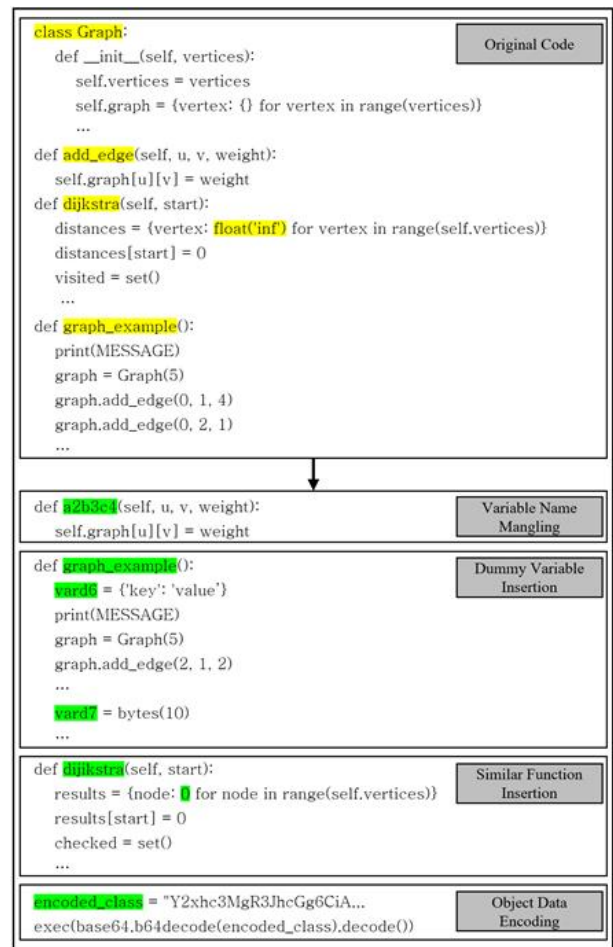 class Graph:
def __init__(self, vertices):
self.vertices = vertices
self.graph = {vertex: {} for vertex in range(vertices)}
...
def add_edge(self, u, v, weight):
self.graph[u][v] = weight
def dijkstra(self, start):
distances = {vertex: float('inf') for vertex in range(self.vertices)}
distances[start] = 0
visited = set()
...
def graph_example():
print(MESSAGE)
graph = Graph(5)
graph.add_edge(0, 1, 4)
graph.add_edge(0, 2, 1)
...
Original Code
def a2b3c4(self, u, v, weight):
self.graph[u][v] = weight
Variable Name
Mangling
def graph_example():
vard6 = {'key': 'value'}
print(MESSAGE)
graph = Graph(5)
graph.add_edge(2, 1, 2)
...
vard7 = bytes(10)
...
Dummy Variable
Insertion
def dijikstra(self, start):
results = {node: 0 for node in range(self.vertices)}
results[start] = 0
checked = set()
...
Similar Function
Insertion
encoded_class = "Y2xhc3MgR3JhcGg6CiA...
exec(base64.b64decode(encoded_class).decode())
Object Data
Encoding